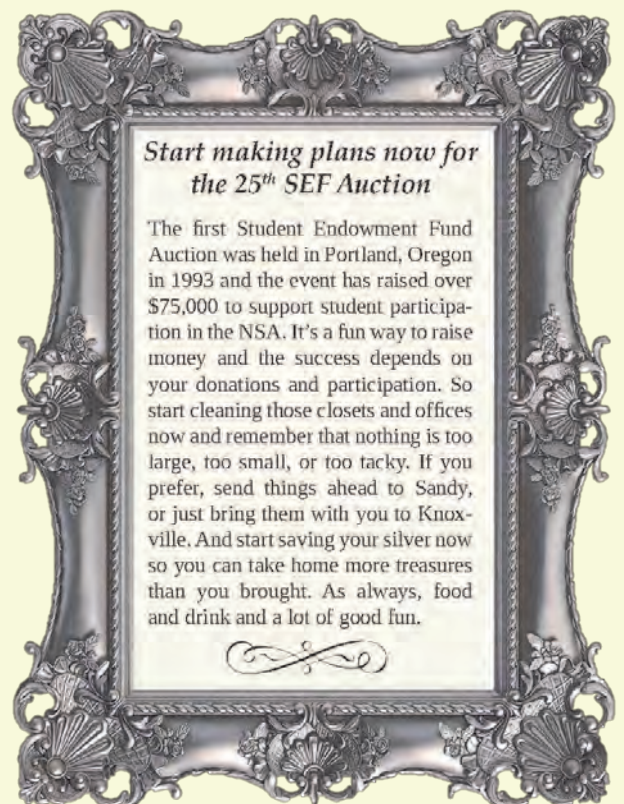 Start making plans now for
the 25th SEF Auction
The first Student Endowment Fund
Auction was held in Portland, Oregon
in 1993 and the event has raised over
$75,000 to support student participa-
tion in the NSA. It's a fun way to raise
money and the success depends on
your donations and participation. So
start cleaning those closets and offices
now and remember that nothing is too
large, too small, or too tacky. If you
prefer, send things ahead to Sandy,
or just bring them with you to Knox-
ville. And start saving your silver now
so you can take home more treasures
than you brought. As always, food
and drink and a lot of good fun.